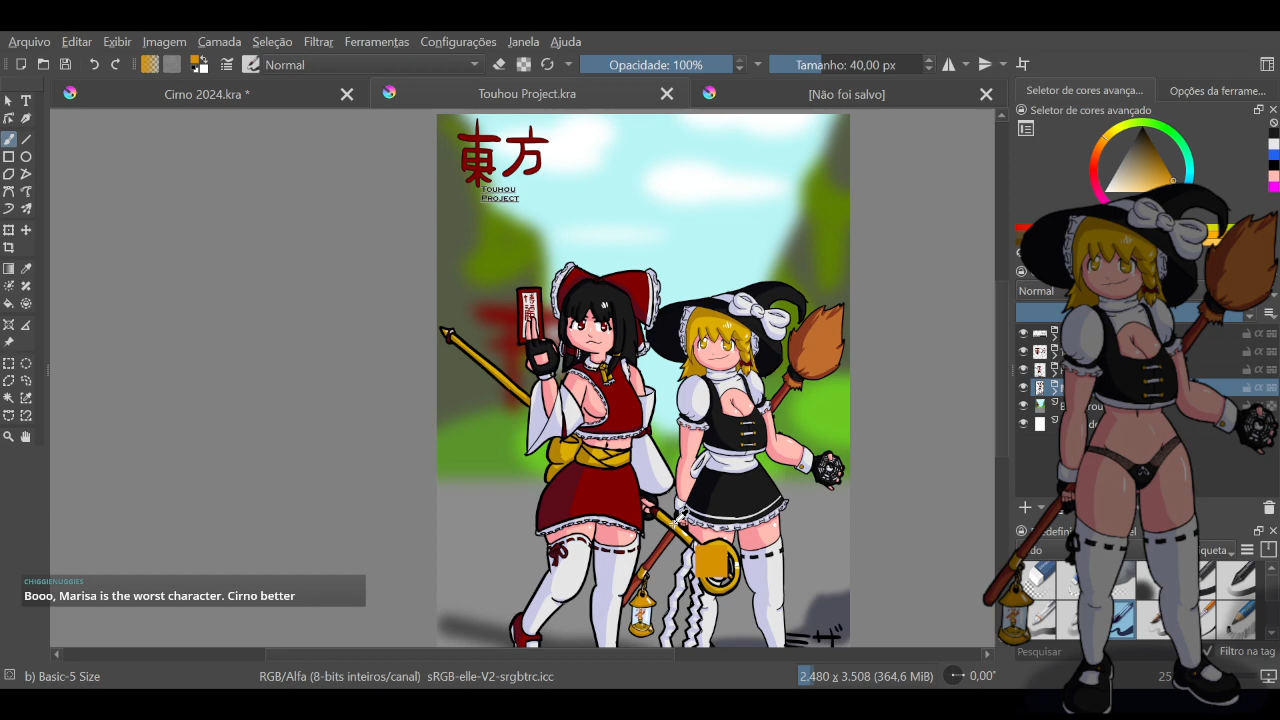 Arquivo Editar Exibir Imagem Camada Seleção Filtrar Ferramentas Configurações Janela Ajuda
Normal Opacidade: 100% Tamanho: 40,00 px
Cirno 2024.kra * Touhou Project.kra [Não foi salvo]
Seletor de cores avança... Opções da ferrame...
Seletor de cores avançado
東方
TOUHOU
PROJECT
Normal
CHIGGIENUGGIES
Booo, Marisa is the worst character. Cirno better
Pesquisar Filtro na tag
b) Basic-5 Size RGB/Alfa (8-bits inteiros/canal) sRGB-elle-V2-srgbtrc.icc 2.480 x 3.508 (364,6 MiB) 0,00° 25